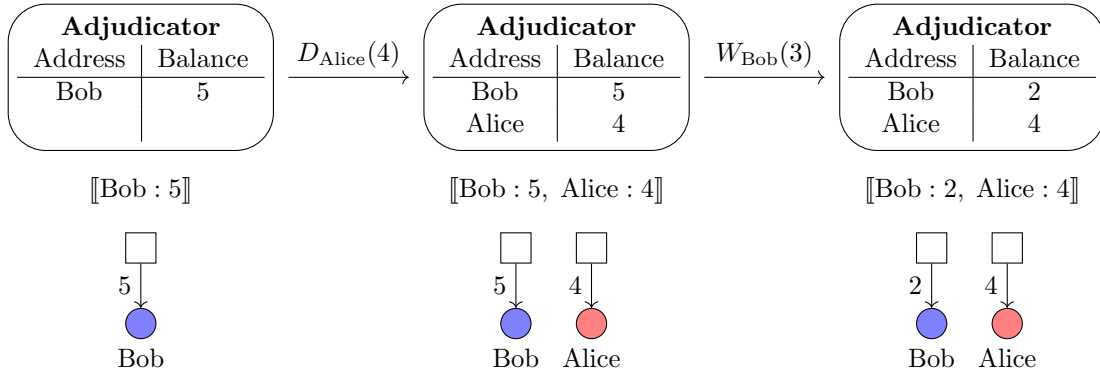 Adjudicator
Address Balance
Bob 5
D_Alice(4)
Adjudicator
Address Balance
Bob 5
Alice 4
W_Bob(3)
Adjudicator
Address Balance
Bob 2
Alice 4
⟦Bob : 5⟧
⟦Bob : 5, Alice : 4⟧
⟦Bob : 2, Alice : 4⟧
5
Bob
5 4
Bob Alice
2 4
Bob Alice